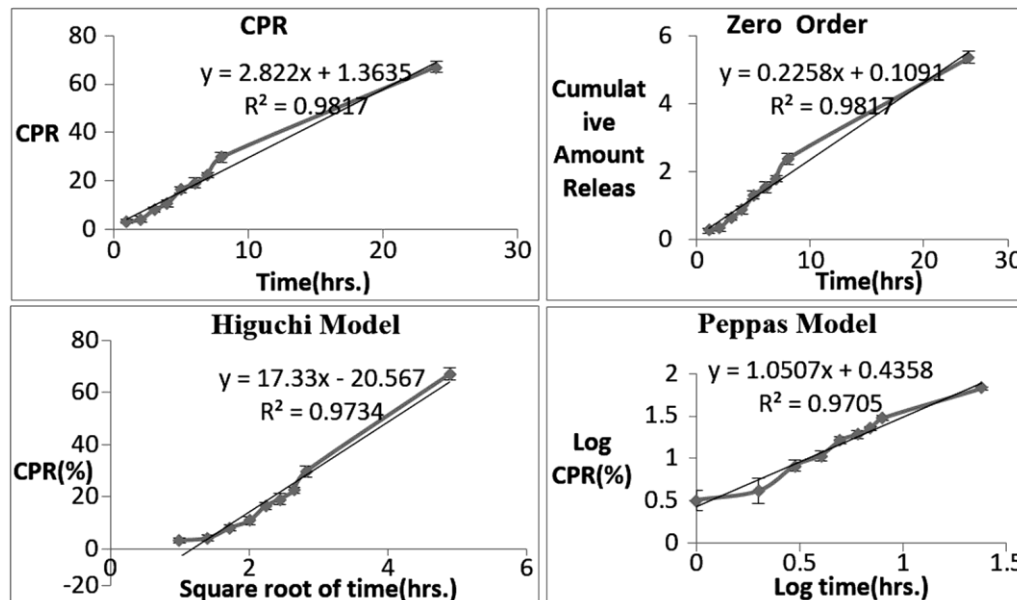 CPR
80
60
40
20
0
CPR
y = 2.822x + 1.3635
R² = 0.9817
0 10 20 30
Time(hrs.)
Zero Order
6
4
2
0
Cumulat
ive
Amount
Releas
y = 0.2258x + 0.1091
R² = 0.9817
0 10 20 30
Time(hrs)
Higuchi Model
80
60
40
20
0
-20
CPR(%)
y = 17.33x - 20.567
R² = 0.9734
0 2 4 6
Square root of time(hrs.)
Peppas Model
2
1.5
1
0.5
0
Log
CPR(%)
y = 1.0507x + 0.4358
R² = 0.9705
0 0.5 1 1.5
Log time(hrs.)